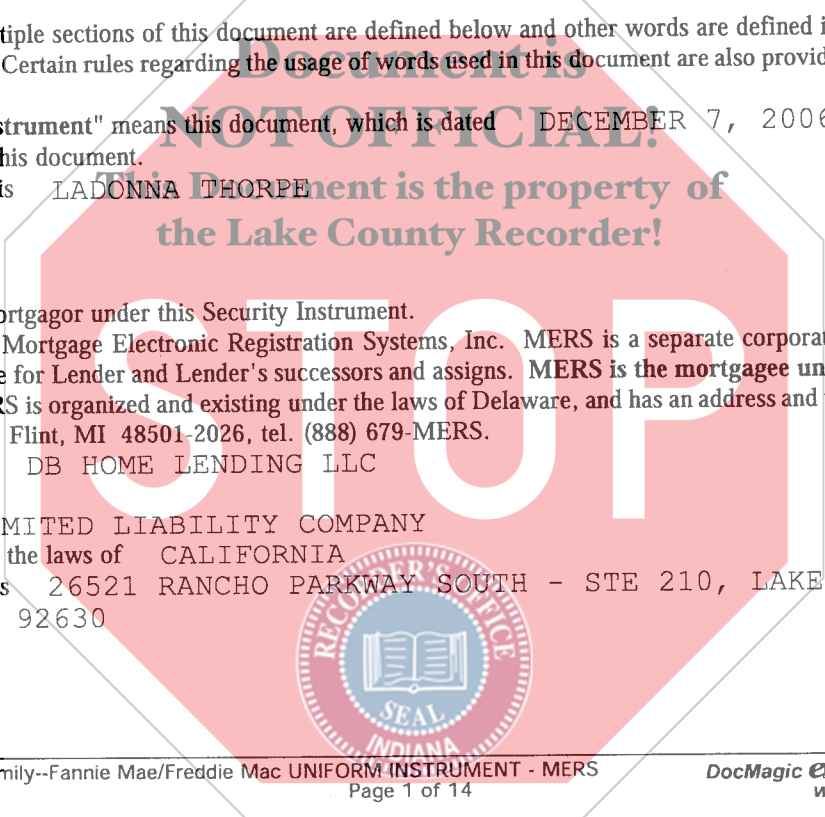 tiple sections of this document are defined below and other words are defined i
Certain rules regarding the usage of words used in this document are also provid
Document is
strument" means this document, which is dated DECEMBER 7, 2006
NOT OFFICIAL!
his document.
is LADONNA THORPE
This Document is the property of
the Lake County Recorder!
ortgagor under this Security Instrument.
Mortgage Electronic Registration Systems, Inc. MERS is a separate corporat
e for Lender and Lender's successors and assigns. MERS is the mortgagee un
RS is organized and existing under the laws of Delaware, and has an address and
Flint, MI 48501-2026, tel. (888) 679-MERS.
STOP
DB HOME LENDING LLC
MITED LIABILITY COMPANY
the laws of CALIFORNIA
s 26521 RANCHO PARKWAY SOUTH - STE 210, LAKE
92630
RECORDER'S OFFICE
SEAL
INDIANA
mily--Fannie Mae/Freddie Mac UNIFORM INSTRUMENT - MERS DocMagic
Page 1 of 14